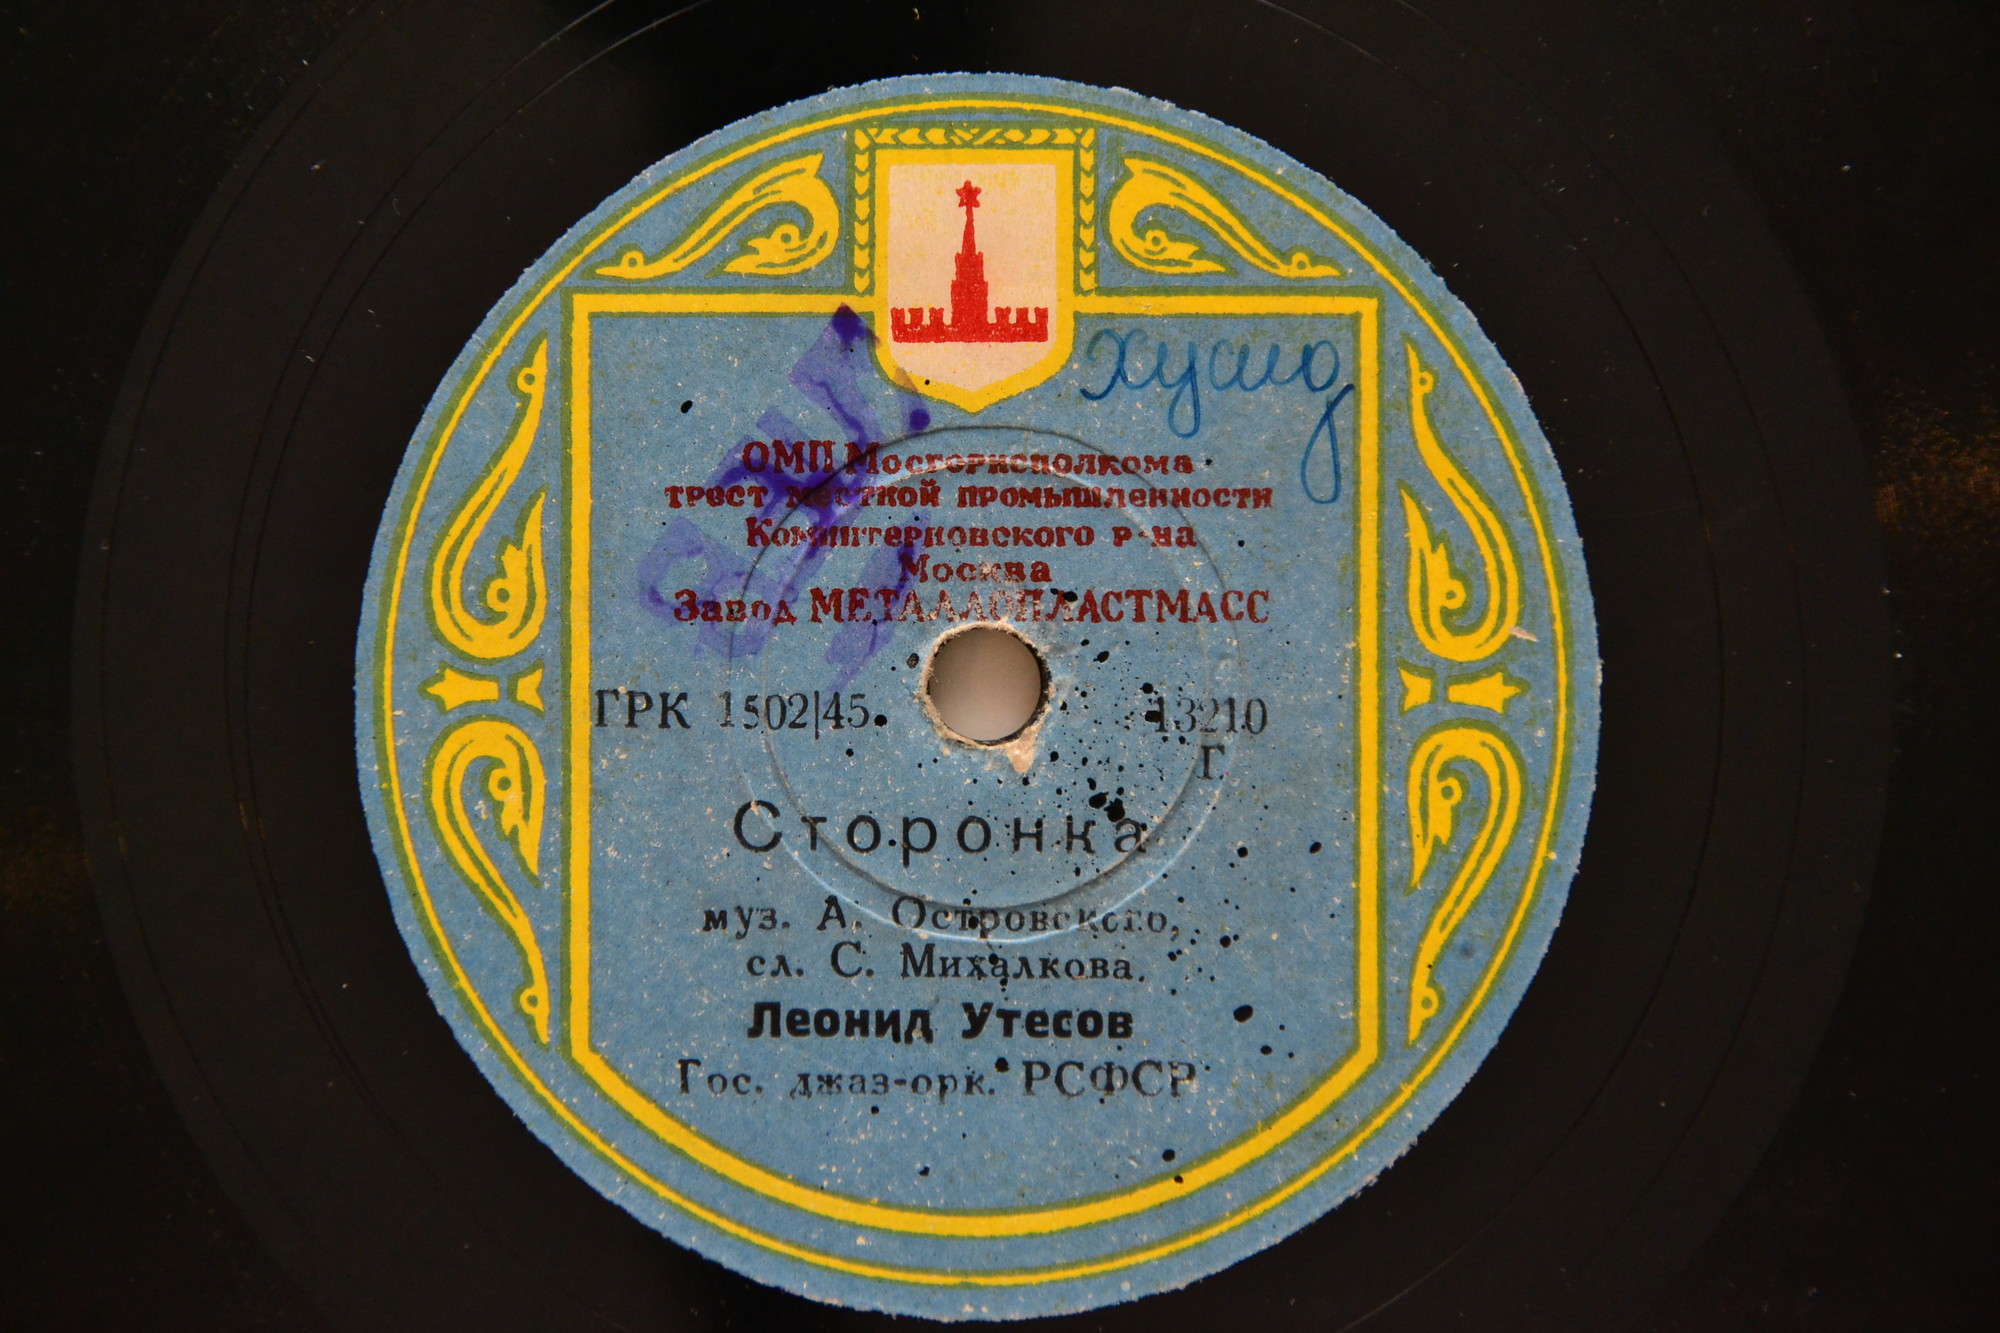 ОМП Мосгорисполкома
трест местной промышленности
Коминтерновского р-на
Москва
Завод МЕТАЛЛОПЛАСТМАСС
ГРК 1502|45. 13210
Г
Сторонка
муз. А. Островского,
сл. С. Михалкова.
Леонид Утесов
Гос. джаз-орк. РСФСР